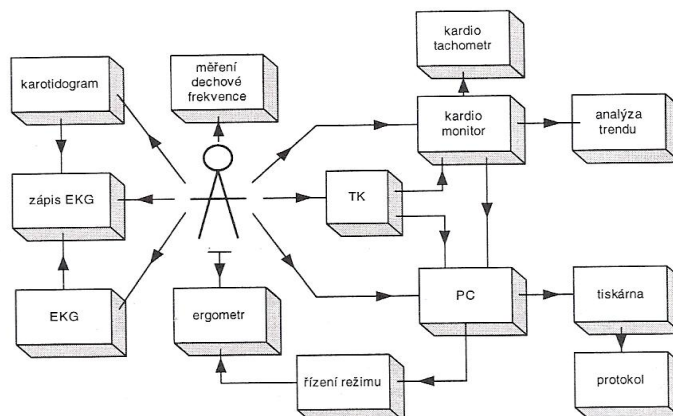 kardio
tachometr
karotidogram
měření
dechové
frekvence
kardio
monitor
analýza
trendu
zápis EKG
TK
EKG
ergometr
PC
tiskárna
řízení režimu
protokol